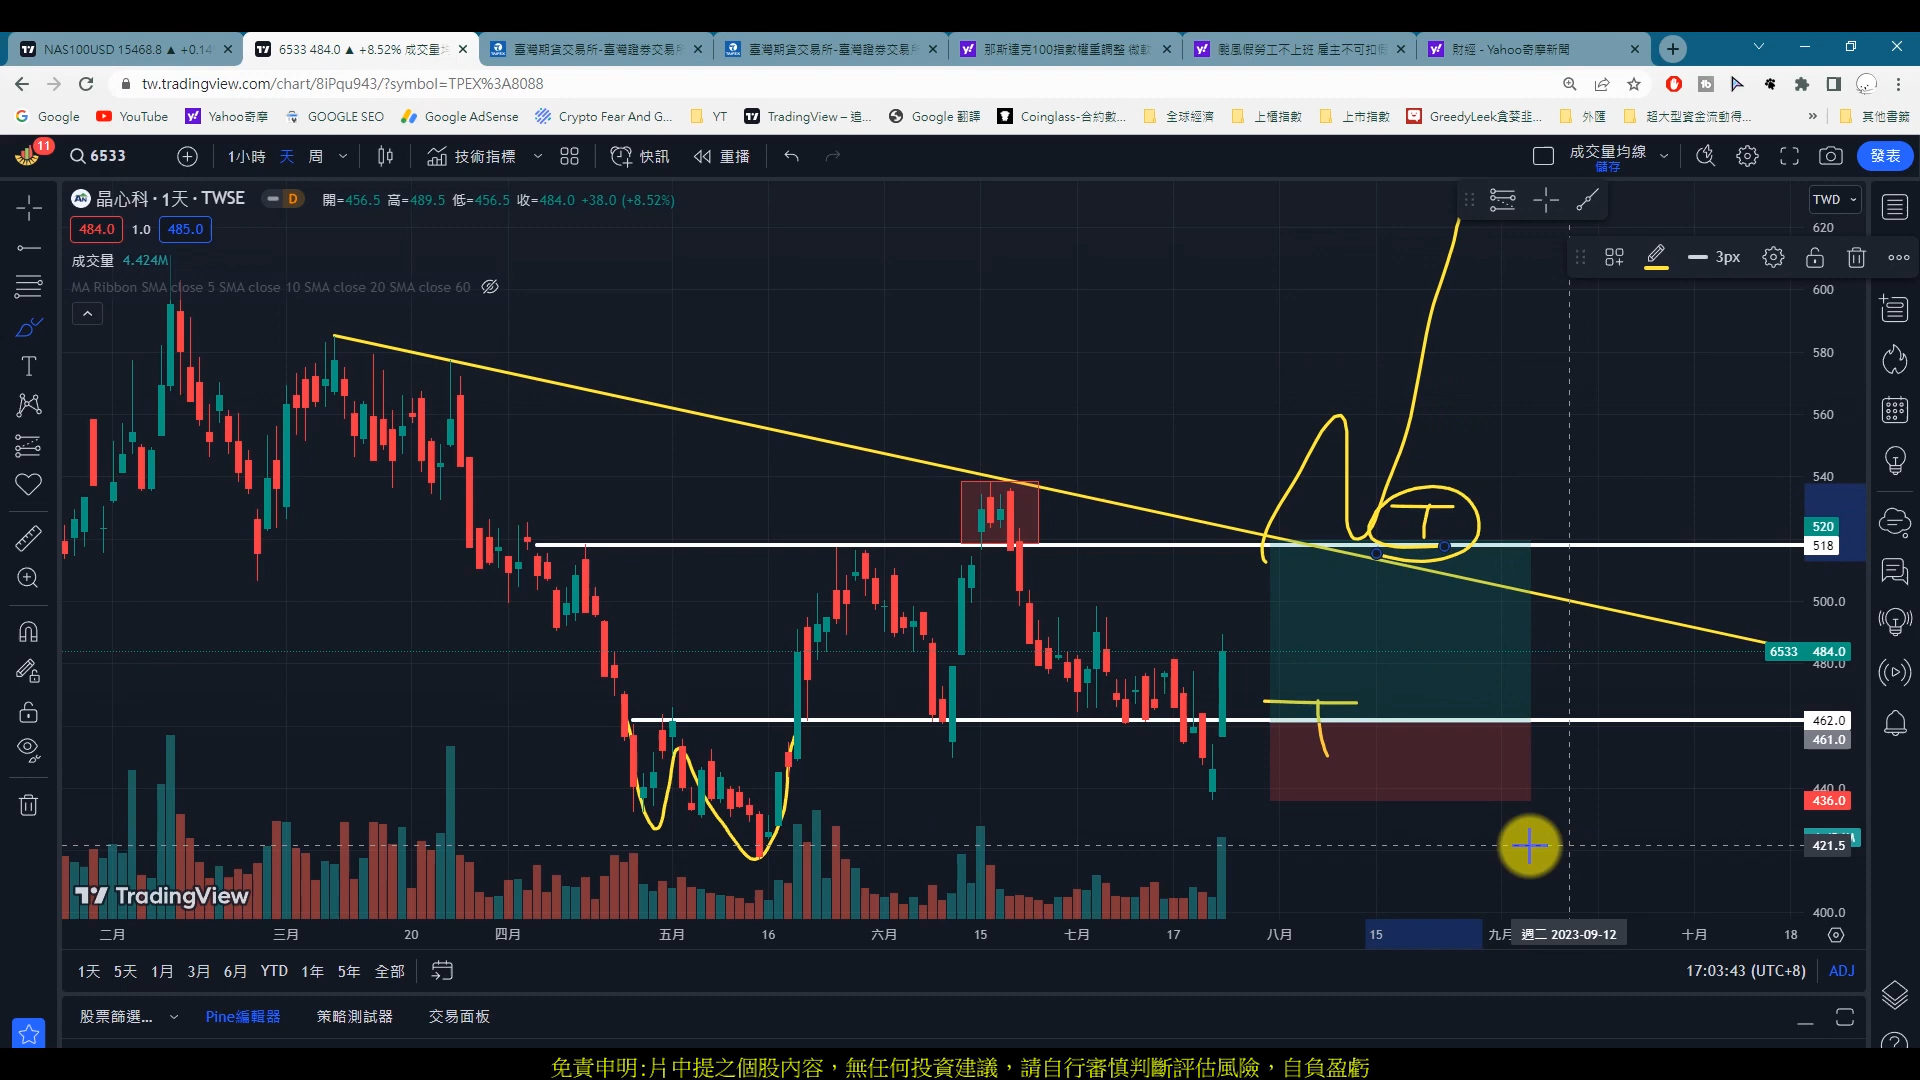 NAS100USD 15468.8 ▲ +0.14
6533 484.0 ▲ +8.52% 成交量均
臺灣期貨交易所-臺灣證券交易
臺灣期貨交易所-臺灣證券交易
那斯達克100指數權重調整 微軟
颱風假勞工不上班 雇主不可扣
財經 - Yahoo奇摩新聞
tw.tradingview.com/chart/8iPqu943/?symbol=TPEX%3A8088
Google
YouTube
Yahoo奇摩
GOOGLE SEO
Google AdSense
Crypto Fear And G...
YT
TradingView – 追...
Google 翻譯
Coinglass-合約數...
全球經濟
上櫃指數
上市指數
GreedyLeek貪婪韭...
外匯
超大型資金流動得...
»
其他書籤
11
6533
1小時 天 周
技術指標
快訊
重播
成交量均線
儲存
發表
晶心科 · 1天 · TWSE
D
開=456.5 高=489.5 低=456.5 收=484.0 +38.0 (+8.52%)
TWD
484.0 1.0 485.0
620
成交量 4.424M
3px
MA Ribbon SMA close 5 SMA close 10 SMA close 20 SMA close 60
600
580
560
540
520
518
500.0
6533 484.0
480.0
462.0
461.0
440.0
436.0
421.5
400.0
TradingView
二月 三月 20 四月 五月 16 六月 15 七月 17 八月 15 九月 週二 2023-09-12 十月 18
1天 5天 1月 3月 6月 YTD 1年 5年 全部
17:03:43 (UTC+8) ADJ
股票篩選... Pine編輯器 策略測試器 交易面板
免責申明:片中提之個股內容，無任何投資建議，請自行審慎判斷評估風險，自負盈虧